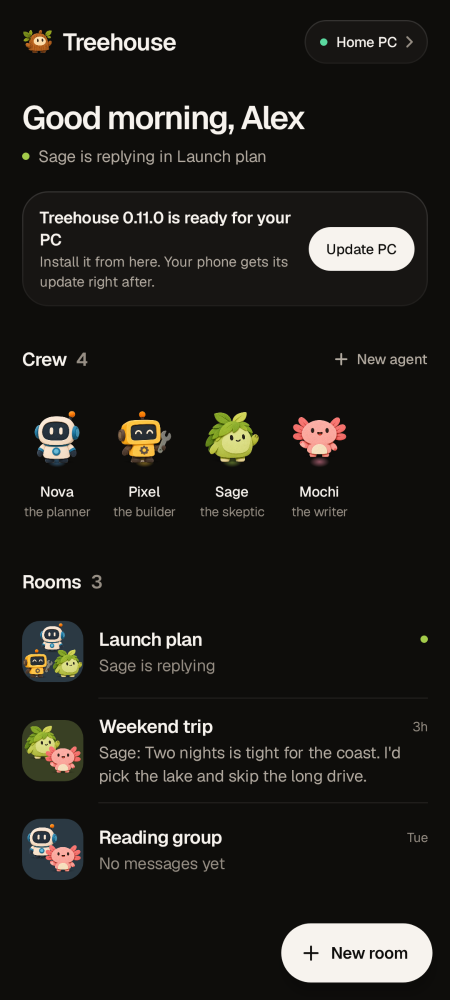 Treehouse
Home PC
Good morning, Alex
Sage is replying in Launch plan
Treehouse 0.11.0 is ready for your
PC
Install it from here. Your phone gets its
update right after.
Update PC
Crew 4
New agent
Nova
the planner
Pixel
the builder
Sage
the skeptic
Mochi
the writer
Rooms 3
Launch plan
Sage is replying
Weekend trip
3h
Sage: Two nights is tight for the coast. I'd
pick the lake and skip the long drive.
Reading group
Tue
No messages yet
New room